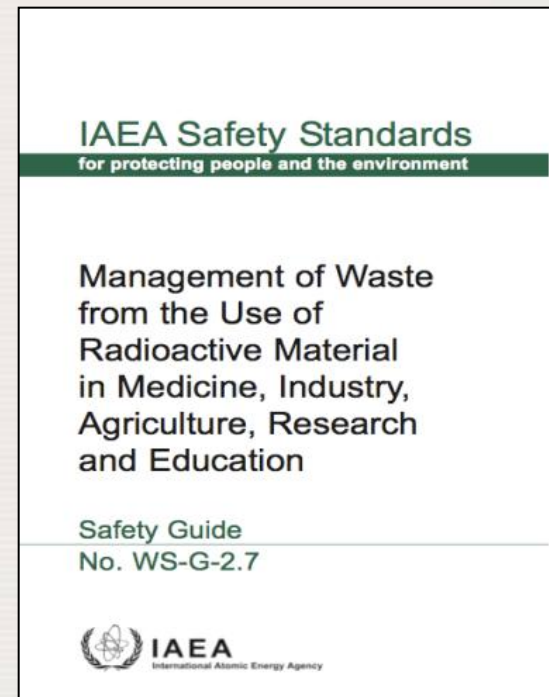 IAEA Safety Standards
for protecting people and the environment
Management of Waste
from the Use of
Radioactive Material
in Medicine, Industry,
Agriculture, Research
and Education
Safety Guide
No. WS-G-2.7
IAEA
International Atomic Energy Agency